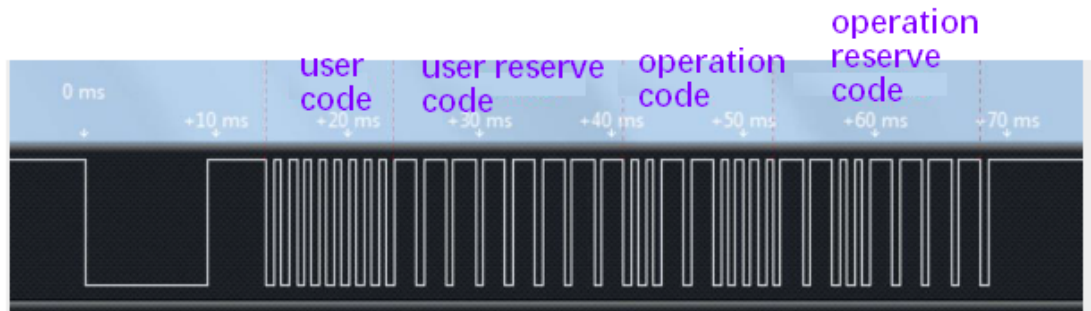 operation
reserve
code
user
code
user reserve
code
operation
code
0 ms
+10 ms
+20 ms
+30 ms
+40 ms
+50 ms
+60 ms
+70 ms